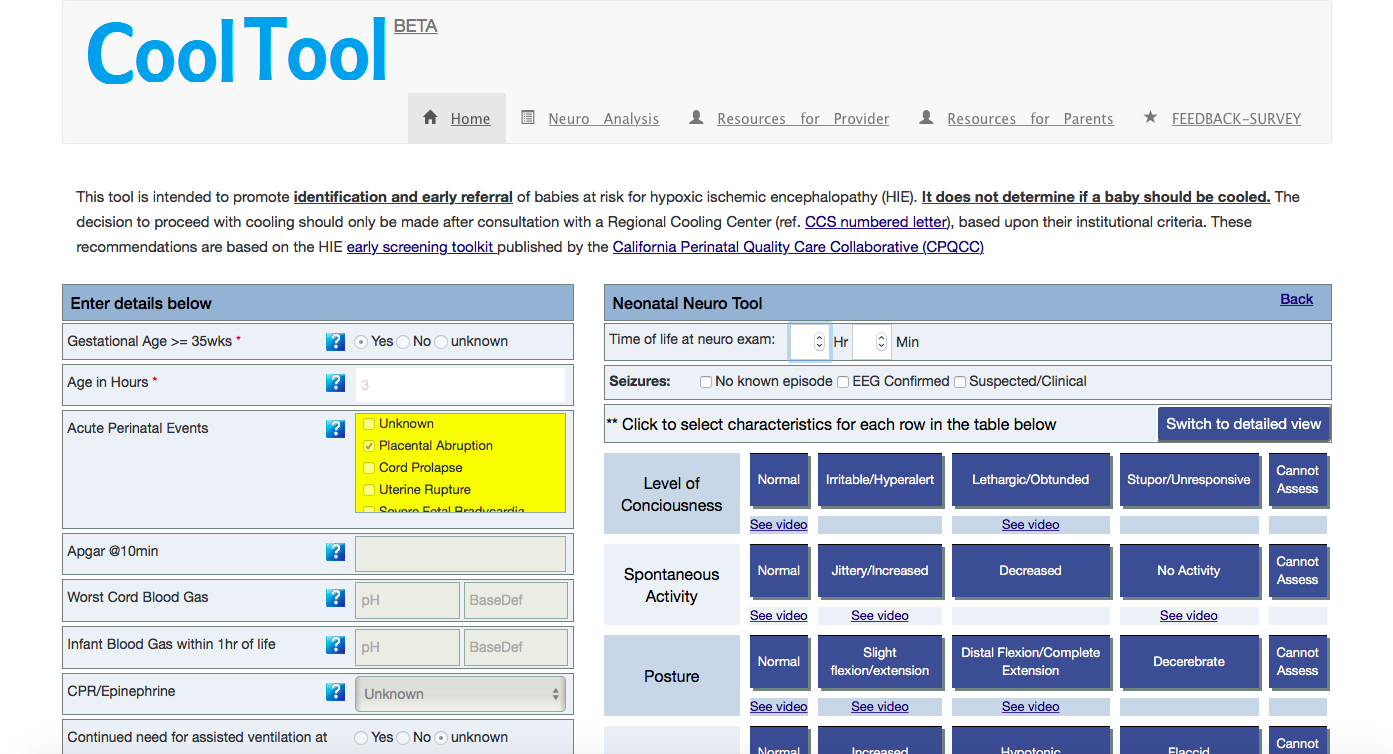 CoolTool BETA
Home Neuro Analysis Resources for Provider Resources for Parents FEEDBACK-SURVEY
This tool is intended to promote identification and early referral of babies at risk for hypoxic ischemic encephalopathy (HIE). It does not determine if a baby should be cooled. The
decision to proceed with cooling should only be made after consultation with a Regional Cooling Center (ref. CCS numbered letter), based upon their institutional criteria. These
recommendations are based on the HIE early screening toolkit published by the California Perinatal Quality Care Collaborative (CPQCC)
Enter details below
Gestational Age >= 35wks * ? Yes No unknown
Age in Hours * ? 3
Acute Perinatal Events ?
Unknown
Placental Abruption
Cord Prolapse
Uterine Rupture
Severe Fetal Bradycardia
Apgar @10min ?
Worst Cord Blood Gas ? pH BaseDef
Infant Blood Gas within 1hr of life ? pH BaseDef
CPR/Epinephrine ? Unknown
Continued need for assisted ventilation at Yes No unknown
Neonatal Neuro Tool Back
Time of life at neuro exam: Hr Min
Seizures: No known episode EEG Confirmed Suspected/Clinical
** Click to select characteristics for each row in the table below Switch to detailed view
Level of
Conciousness
Normal
Irritable/Hyperalert
Lethargic/Obtunded
Stupor/Unresponsive
Cannot
Assess
See video See video
Spontaneous
Activity
Normal
Jittery/Increased
Decreased
No Activity
Cannot
Assess
See video See video See video
Posture
Normal
Slight
flexion/extension
Distal Flexion/Complete
Extension
Decerebrate
Cannot
Assess
See video See video See video
Normal
Increased
Hypotonic
Flaccid
Cannot